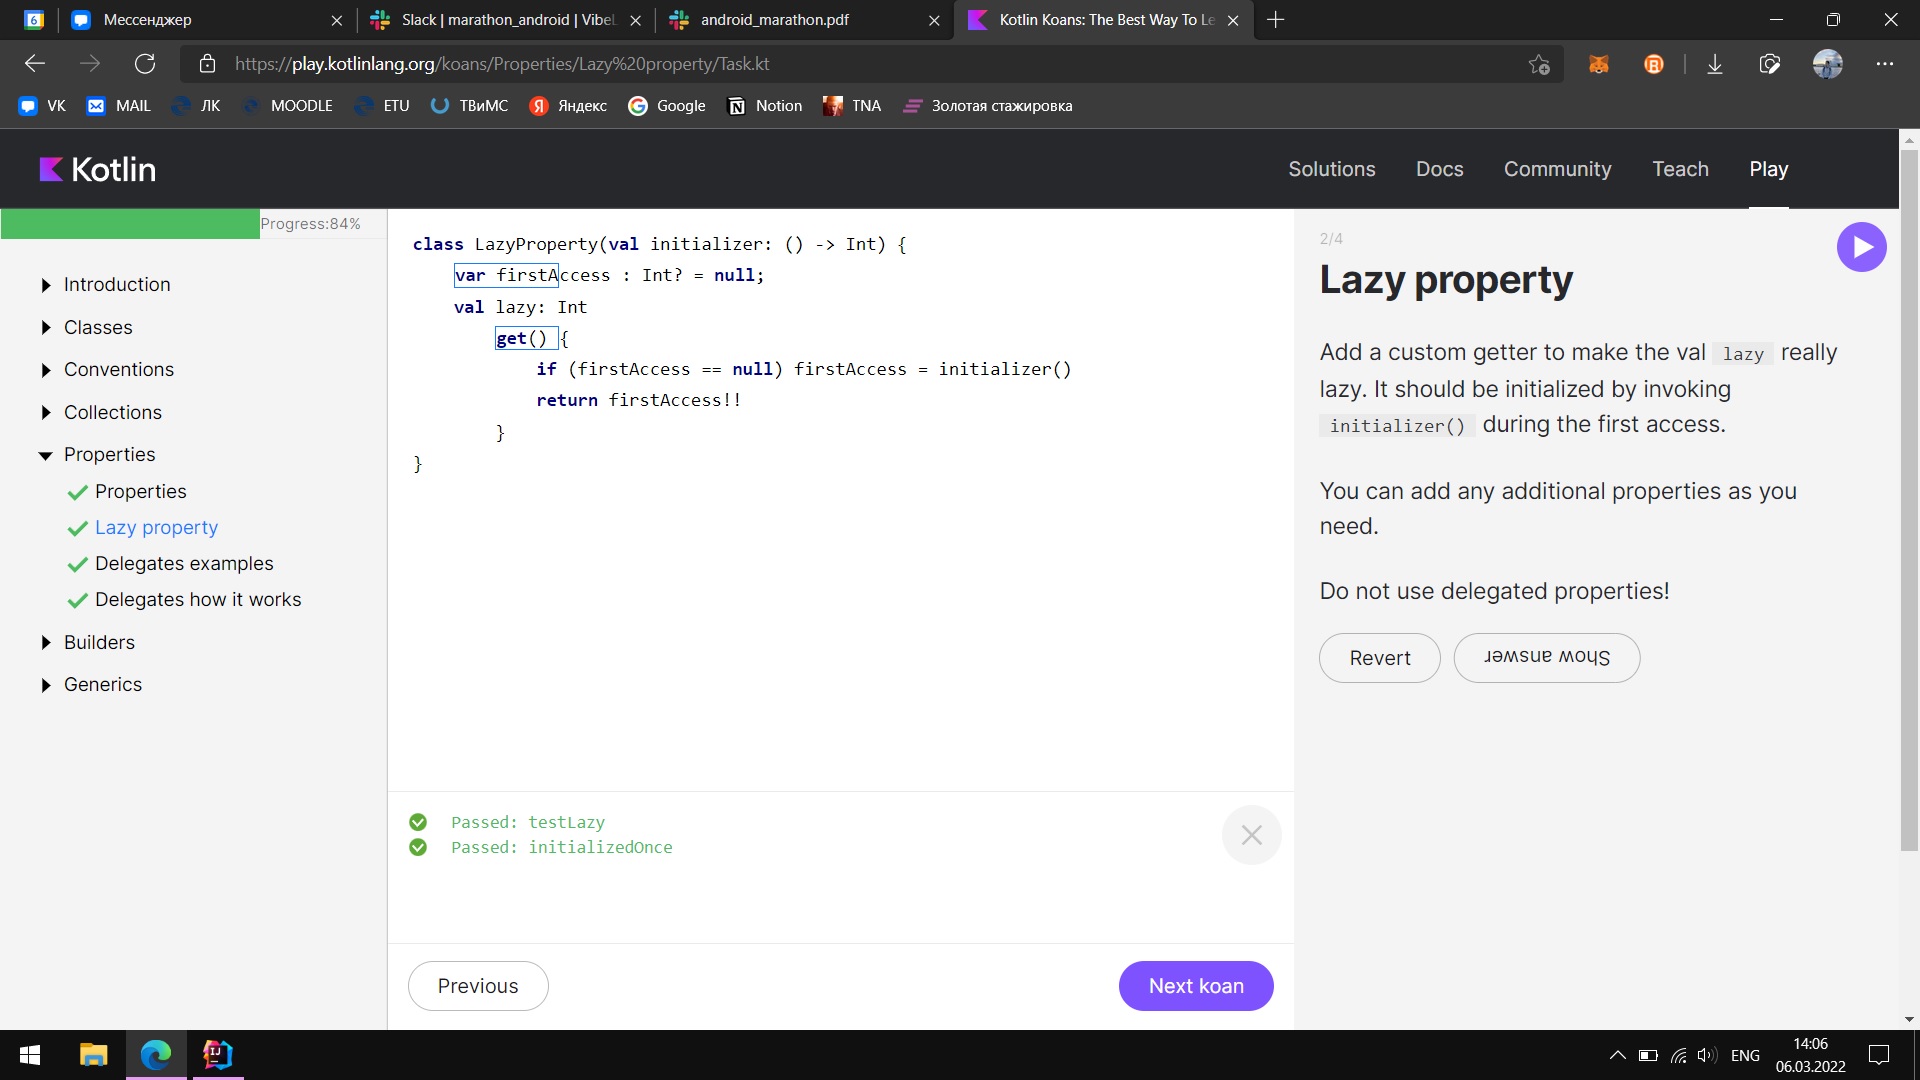 6
Мессенджер
Slack | marathon_android | VibeL
android_marathon.pdf
Kotlin Koans: The Best Way To Le
https://play.kotlinlang.org/koans/Properties/Lazy%20property/Task.kt
VK
MAIL
ЛК
MOODLE
ETU
ТВиМС
Яндекс
Google
Notion
TNA
Золотая стажировка
Kotlin
Solutions
Docs
Community
Teach
Play
Progress:84%
Introduction
Classes
Conventions
Collections
Properties
Properties
Lazy property
Delegates examples
Delegates how it works
Builders
Generics
class LazyProperty(val initializer: () -> Int) {
var firstAccess : Int? = null;
val lazy: Int
get() {
if (firstAccess == null) firstAccess = initializer()
return firstAccess!!
}
}
Passed: testLazy
Passed: initializedOnce
Previous
Next koan
2/4
Lazy property
Add a custom getter to make the val lazy really
lazy. It should be initialized by invoking
initializer() during the first access.
You can add any additional properties as you
need.
Do not use delegated properties!
Revert
Show answer
ENG
14:06
06.03.2022